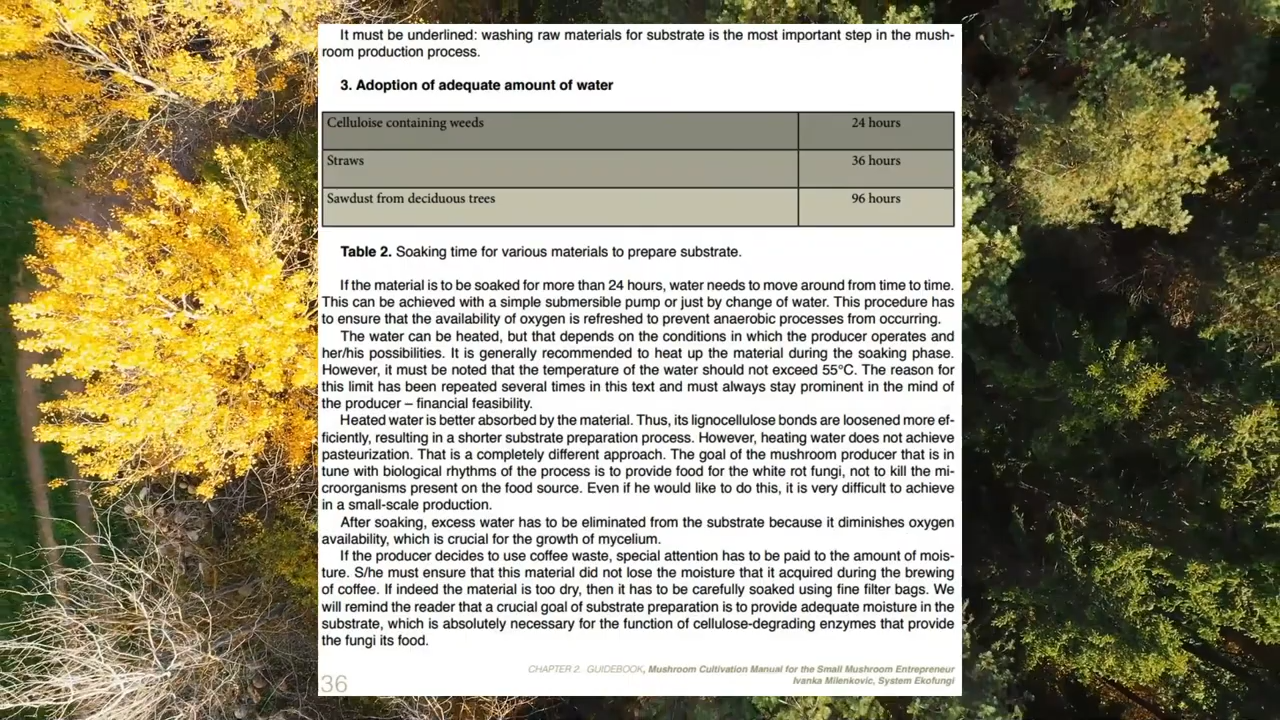 It must be underlined: washing raw materials for substrate is the most important step in the mush-
room production process.
3. Adoption of adequate amount of water
Celluloise containing weeds 24 hours
Straws 36 hours
Sawdust from deciduous trees 96 hours
Table 2. Soaking time for various materials to prepare substrate.
If the material is to be soaked for more than 24 hours, water needs to move around from time to time.
This can be achieved with a simple submersible pump or just by change of water. This procedure has
to ensure that the availability of oxygen is refreshed to prevent anaerobic processes from occurring.
The water can be heated, but that depends on the conditions in which the producer operates and
her/his possibilities. It is generally recommended to heat up the material during the soaking phase.
However, it must be noted that the temperature of the water should not exceed 55°C. The reason for
this limit has been repeated several times in this text and must always stay prominent in the mind of
the producer – financial feasibility.
Heated water is better absorbed by the material. Thus, its lignocellulose bonds are loosened more ef-
ficiently, resulting in a shorter substrate preparation process. However, heating water does not achieve
pasteurization. That is a completely different approach. The goal of the mushroom producer that is in
tune with biological rhythms of the process is to provide food for the white rot fungi, not to kill the mi-
croorganisms present on the food source. Even if he would like to do this, it is very difficult to achieve
in a small-scale production.
After soaking, excess water has to be eliminated from the substrate because it diminishes oxygen
availability, which is crucial for the growth of mycelium.
If the producer decides to use coffee waste, special attention has to be paid to the amount of mois-
ture. S/he must ensure that this material did not lose the moisture that it acquired during the brewing
of coffee. If indeed the material is too dry, then it has to be carefully soaked using fine filter bags. We
will remind the reader that a crucial goal of substrate preparation is to provide adequate moisture in the
substrate, which is absolutely necessary for the function of cellulose-degrading enzymes that provide
the fungi its food.
CHAPTER 2. GUIDEBOOK, Mushroom Cultivation Manual for the Small Mushroom Entrepreneur
Ivanka Milenkovic, System Ekofungi
36